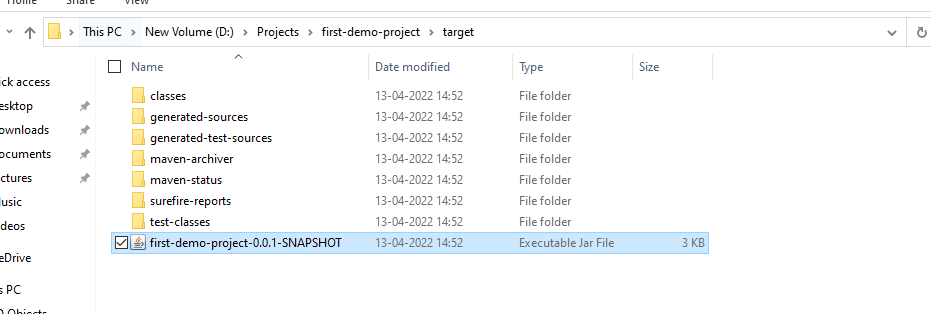 Home Share View
This PC > New Volume (D:) > Projects > first-demo-project > target
Name Date modified Type Size
ick access
esktop
ownloads
ocuments
ctures
usic
deos
eDrive
s PC
D Objects
classes 13-04-2022 14:52 File folder
generated-sources 13-04-2022 14:52 File folder
generated-test-sources 13-04-2022 14:52 File folder
maven-archiver 13-04-2022 14:52 File folder
maven-status 13-04-2022 14:52 File folder
surefire-reports 13-04-2022 14:52 File folder
test-classes 13-04-2022 14:52 File folder
first-demo-project-0.0.1-SNAPSHOT 13-04-2022 14:52 Executable Jar File 3 KB